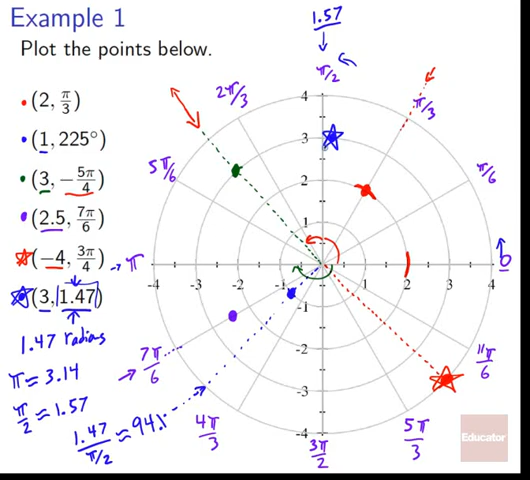 Example 1
Plot the points below.
(2, π/3)
(1, 225°)
(3, −5π/4)
(2.5, 7π/6)
(−4, 3π/4)
(3, 1.47)
1.47 radians
π = 3.14
π/2 ≈ 1.57
1.47/π/2 ≈ 94%
1.57
π/2
2π/3
π/3
5π/6
π/6
π
0
7π/6
11π/6
4π/3
5π/3
3π/2
4
3
2
1
-4 -3 -2 -1 1 2 3 4
-1
-2
-3
-4
Educator